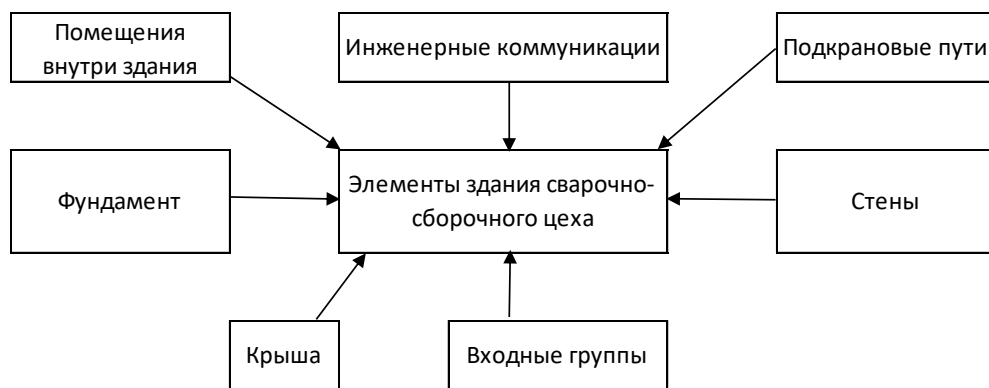 Помещения
внутри здания
Инженерные коммуникации
Подкрановые пути
Фундамент
Элементы здания сварочно-
сборочного цеха
Стены
Крыша
Входные группы